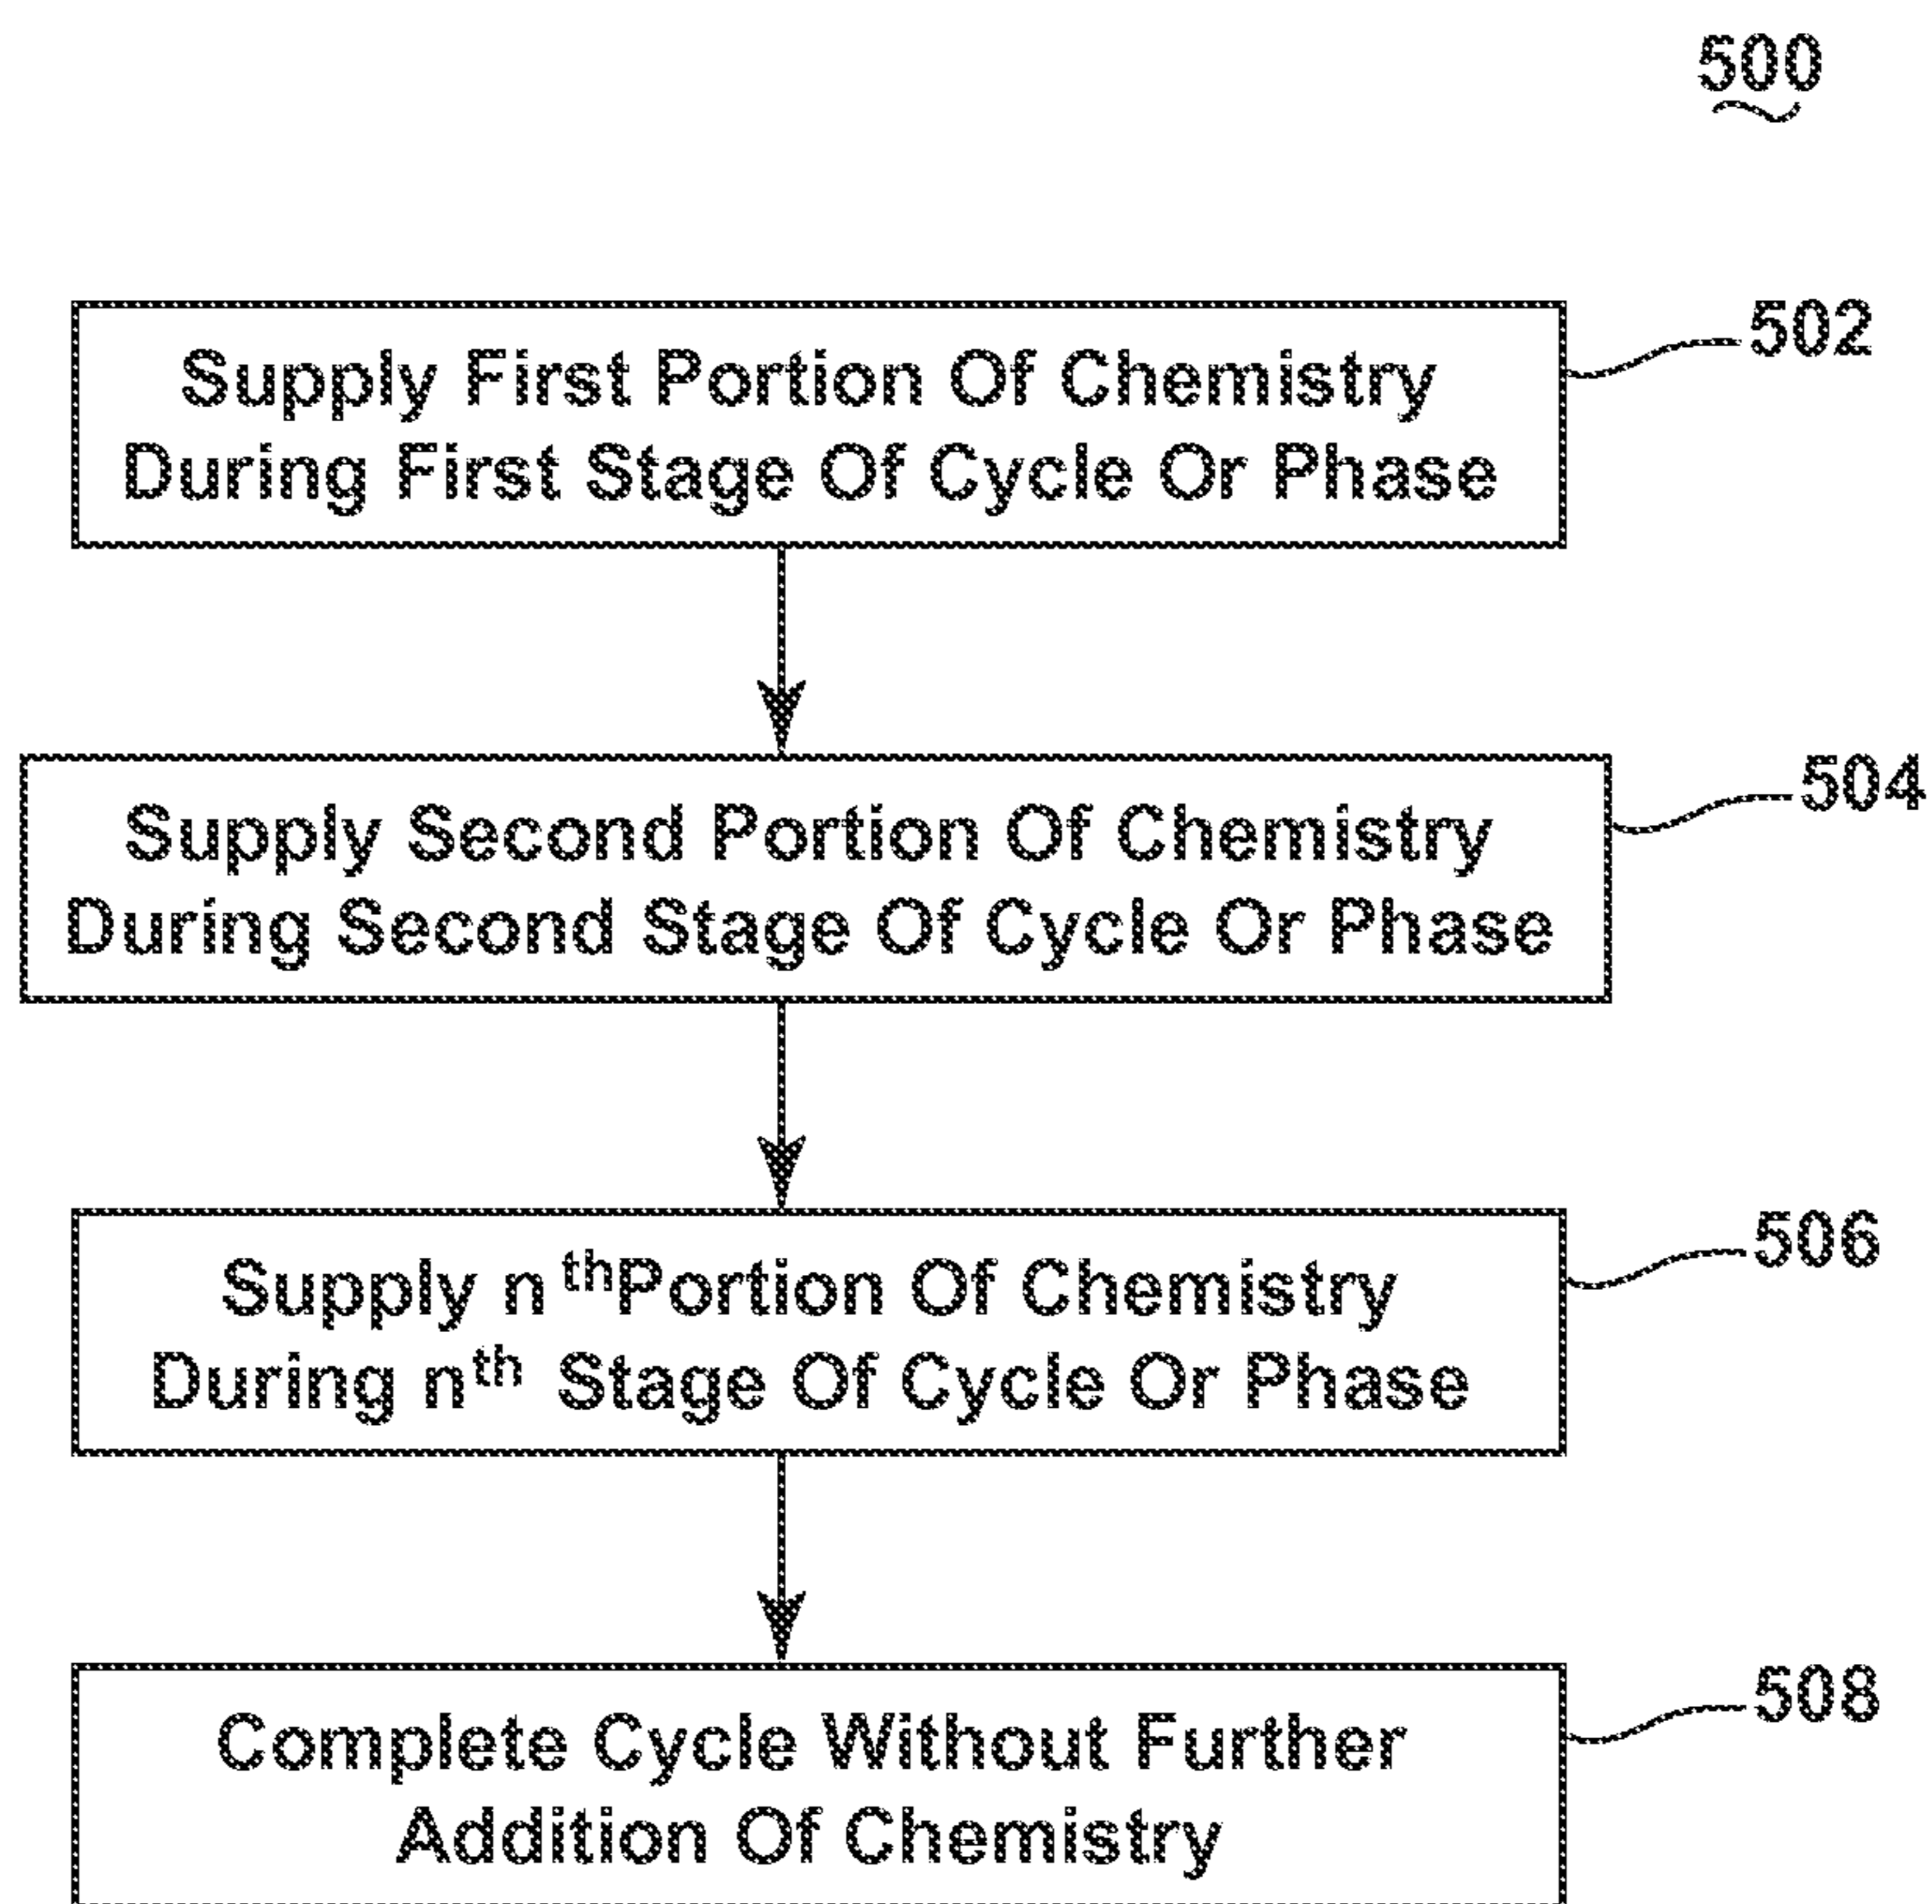 500
Supply First Portion Of Chemistry
During First Stage Of Cycle Or Phase
502
Supply Second Portion Of Chemistry
During Second Stage Of Cycle Or Phase
504
Supply nth Portion Of Chemistry
During nth Stage Of Cycle Or Phase
506
Complete Cycle Without Further
Addition Of Chemistry
508